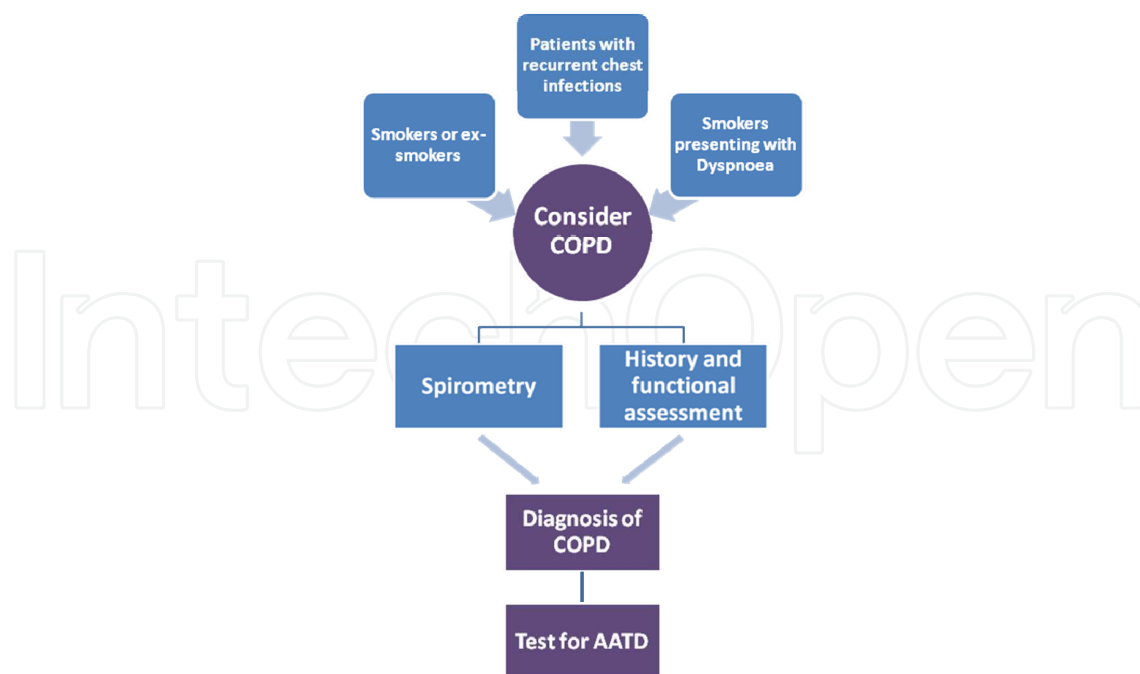 Patients with
recurrent chest
infections
Smokers or ex-
smokers
Smokers
presenting with
Dyspnoea
Consider
COPD
IntechOpen
Spirometry
History and
functional
assessment
Diagnosis of
COPD
Test for AATD